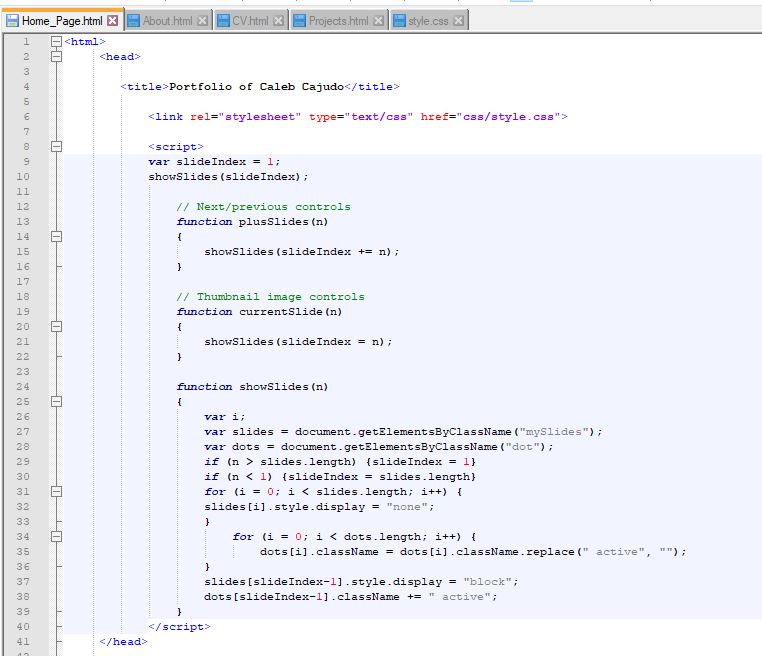 Home_Page.html About.html CV.html Projects.html style.css
1 <html>
2 <head>
3
4 <title>Portfolio of Caleb Cajudo</title>
5
6 <link rel="stylesheet" type="text/css" href="css/style.css">
7
8 <script>
9 var slideIndex = 1;
10 showSlides(slideIndex);
11
12 // Next/previous controls
13 function plusSlides(n)
14 {
15 showSlides(slideIndex += n);
16 }
17
18 // Thumbnail image controls
19 function currentSlide(n)
20 {
21 showSlides(slideIndex = n);
22 }
23
24 function showSlides(n)
25 {
26 var i;
27 var slides = document.getElementsByClassName("mySlides");
28 var dots = document.getElementsByClassName("dot");
29 if (n > slides.length) {slideIndex = 1}
30 if (n < 1) {slideIndex = slides.length}
31 for (i = 0; i < slides.length; i++) {
32 slides[i].style.display = "none";
33 }
34 for (i = 0; i < dots.length; i++) {
35 dots[i].className = dots[i].className.replace(" active", "");
36 }
37 slides[slideIndex-1].style.display = "block";
38 dots[slideIndex-1].className += " active";
39 }
40 </script>
41 </head>